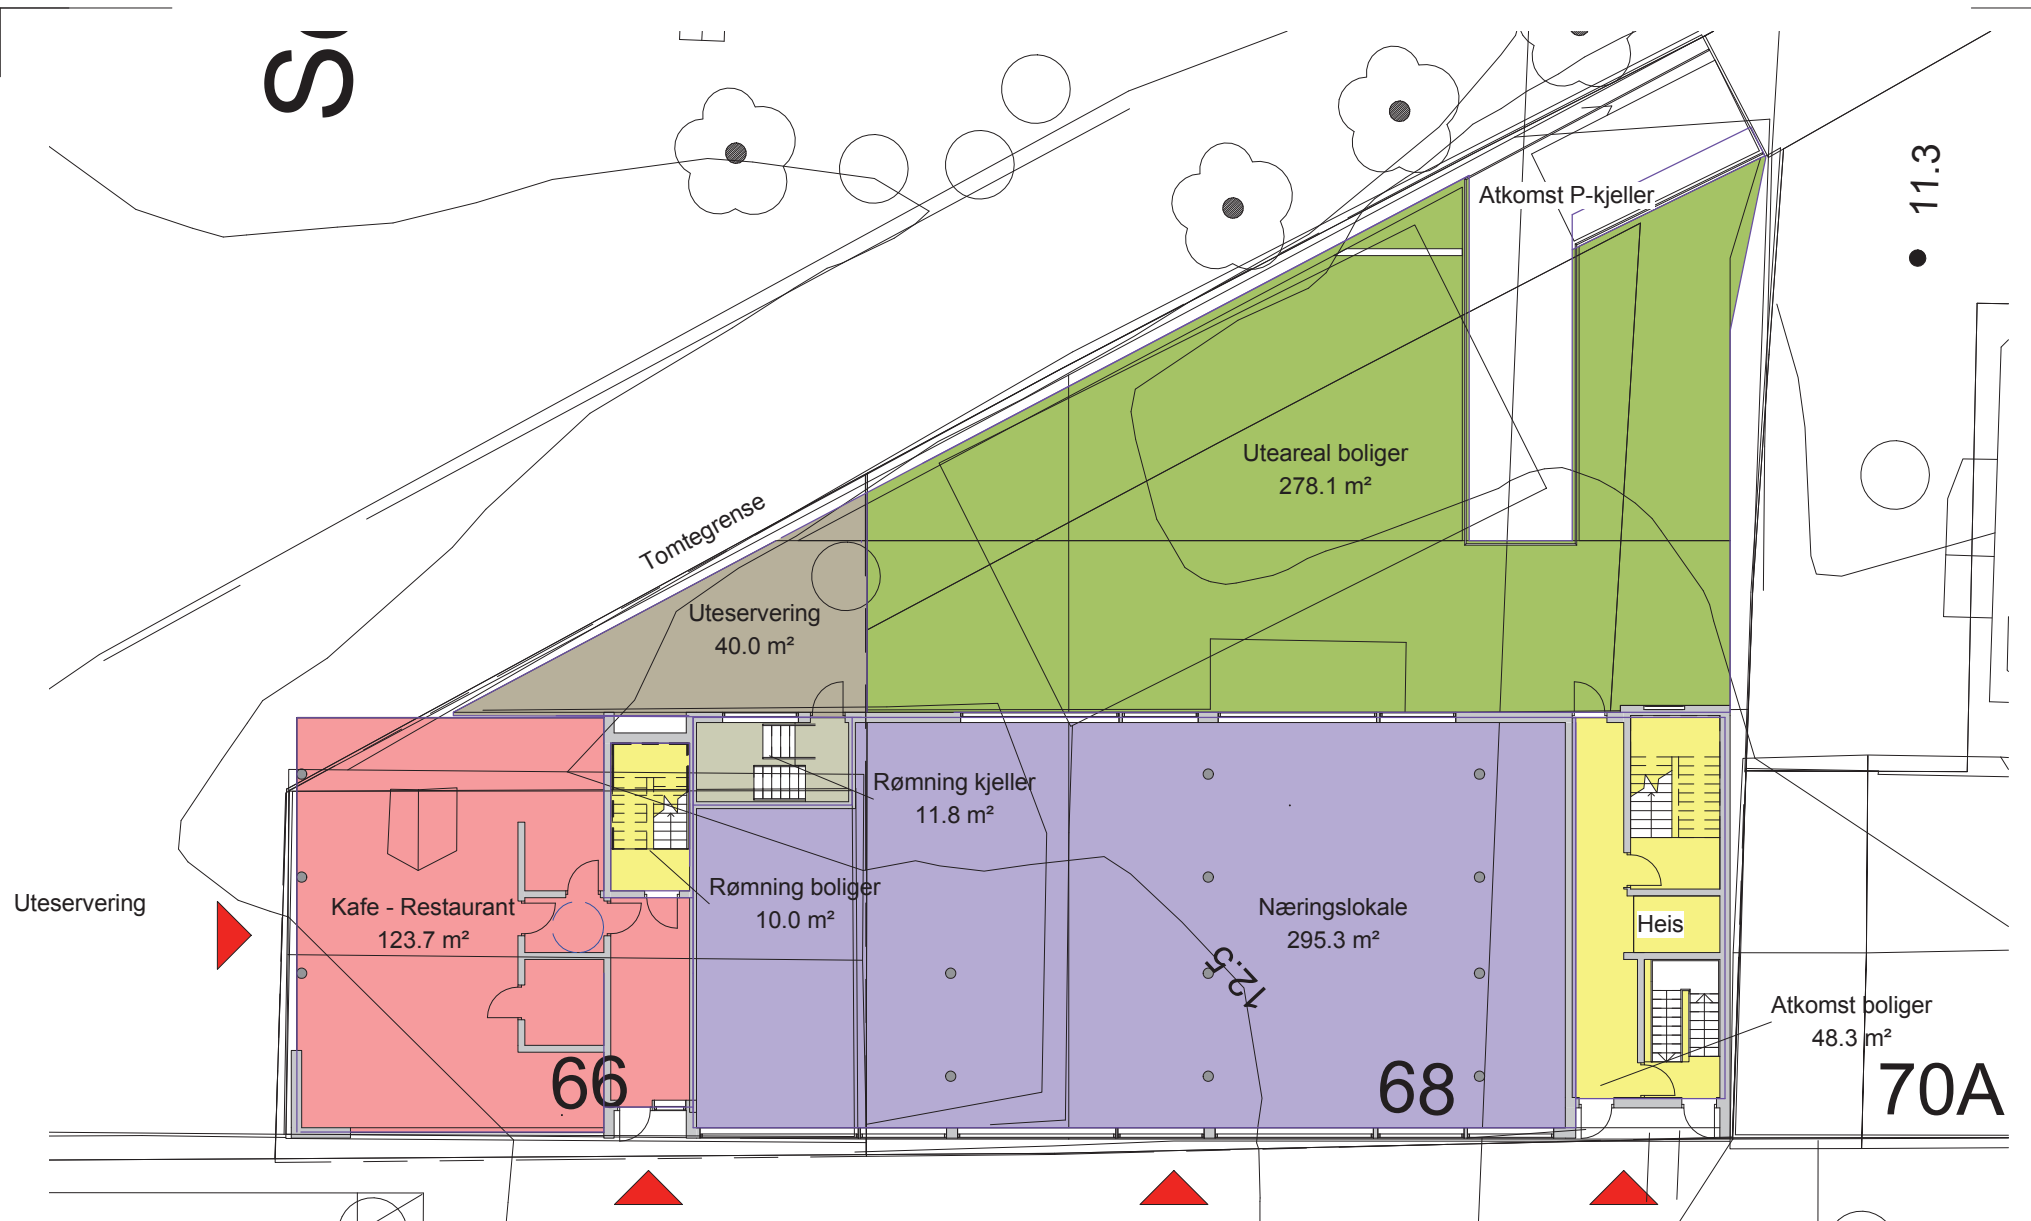 Atkomst P-kjeller
11.3
Uteareal boliger
278.1 m²
Tomtegrense
Uteservering
40.0 m²
Rømning kjeller
11.8 m²
Uteservering
Kafe - Restaurant
123.7 m²
Rømning boliger
10.0 m²
Næringslokale
295.3 m²
Heis
12.5
Atkomst boliger
48.3 m²
66
68
70A